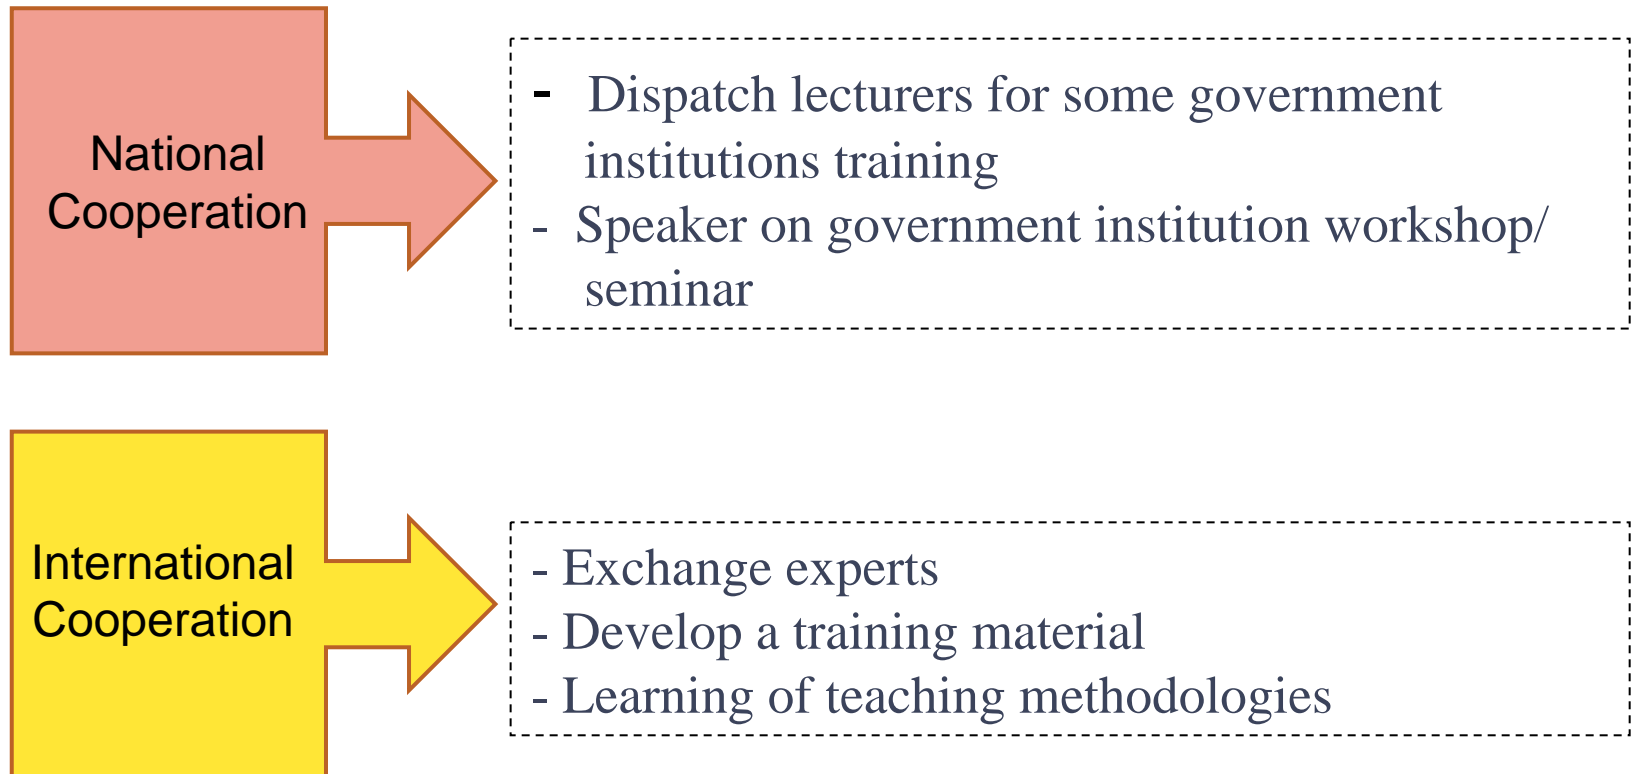 National
Cooperation
- Dispatch lecturers for some government
institutions training
- Speaker on government institution workshop/
seminar
International
Cooperation
- Exchange experts
- Develop a training material
- Learning of teaching methodologies